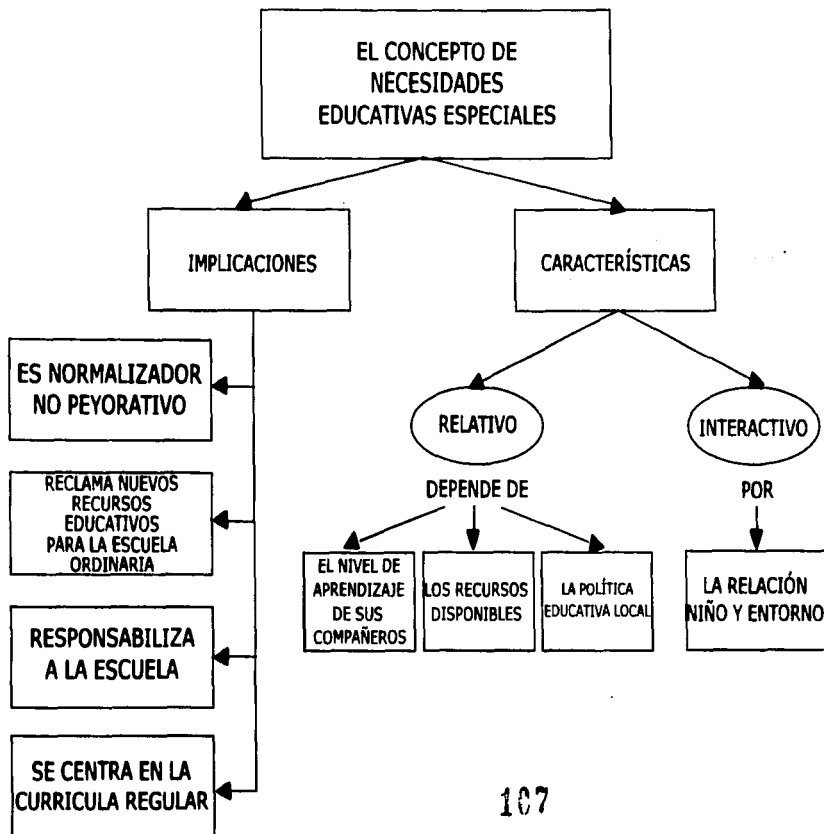 EL CONCEPTO DE
NECESIDADES
EDUCATIVAS ESPECIALES
IMPLICACIONES
CARACTERÍSTICAS
ES NORMALIZADOR
NO PEYORATIVO
RECLAMA NUEVOS
RECURSOS
EDUCATIVOS
PARA LA ESCUELA
ORDINARIA
RESPONSABILIZA
A LA ESCUELA
SE CENTRA EN LA
CURRICULA REGULAR
RELATIVO
DEPENDE DE
EL NIVEL DE
APRENDIZAJE
DE SUS
COMPAÑEROS
LOS RECURSOS
DISPONIBLES
LA POLÍTICA
EDUCATIVA LOCAL
INTERACTIVO
POR
LA RELACIÓN
NIÑO Y ENTORNO
107